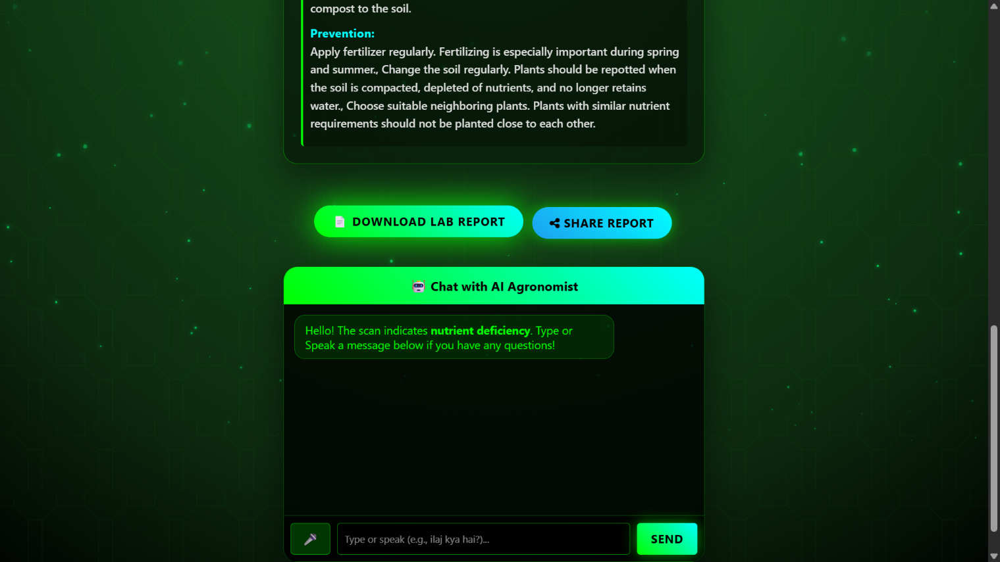 compost to the soil.
Prevention:
Apply fertilizer regularly. Fertilizing is especially important during spring
and summer., Change the soil regularly. Plants should be repotted when
the soil is compacted, depleted of nutrients, and no longer retains
water., Choose suitable neighboring plants. Plants with similar nutrient
requirements should not be planted close to each other.
DOWNLOAD LAB REPORT
SHARE REPORT
Chat with AI Agronomist
Hello! The scan indicates nutrient deficiency. Type or
Speak a message below if you have any questions!
Type or speak (e.g., ilaj kya hai?)...
SEND